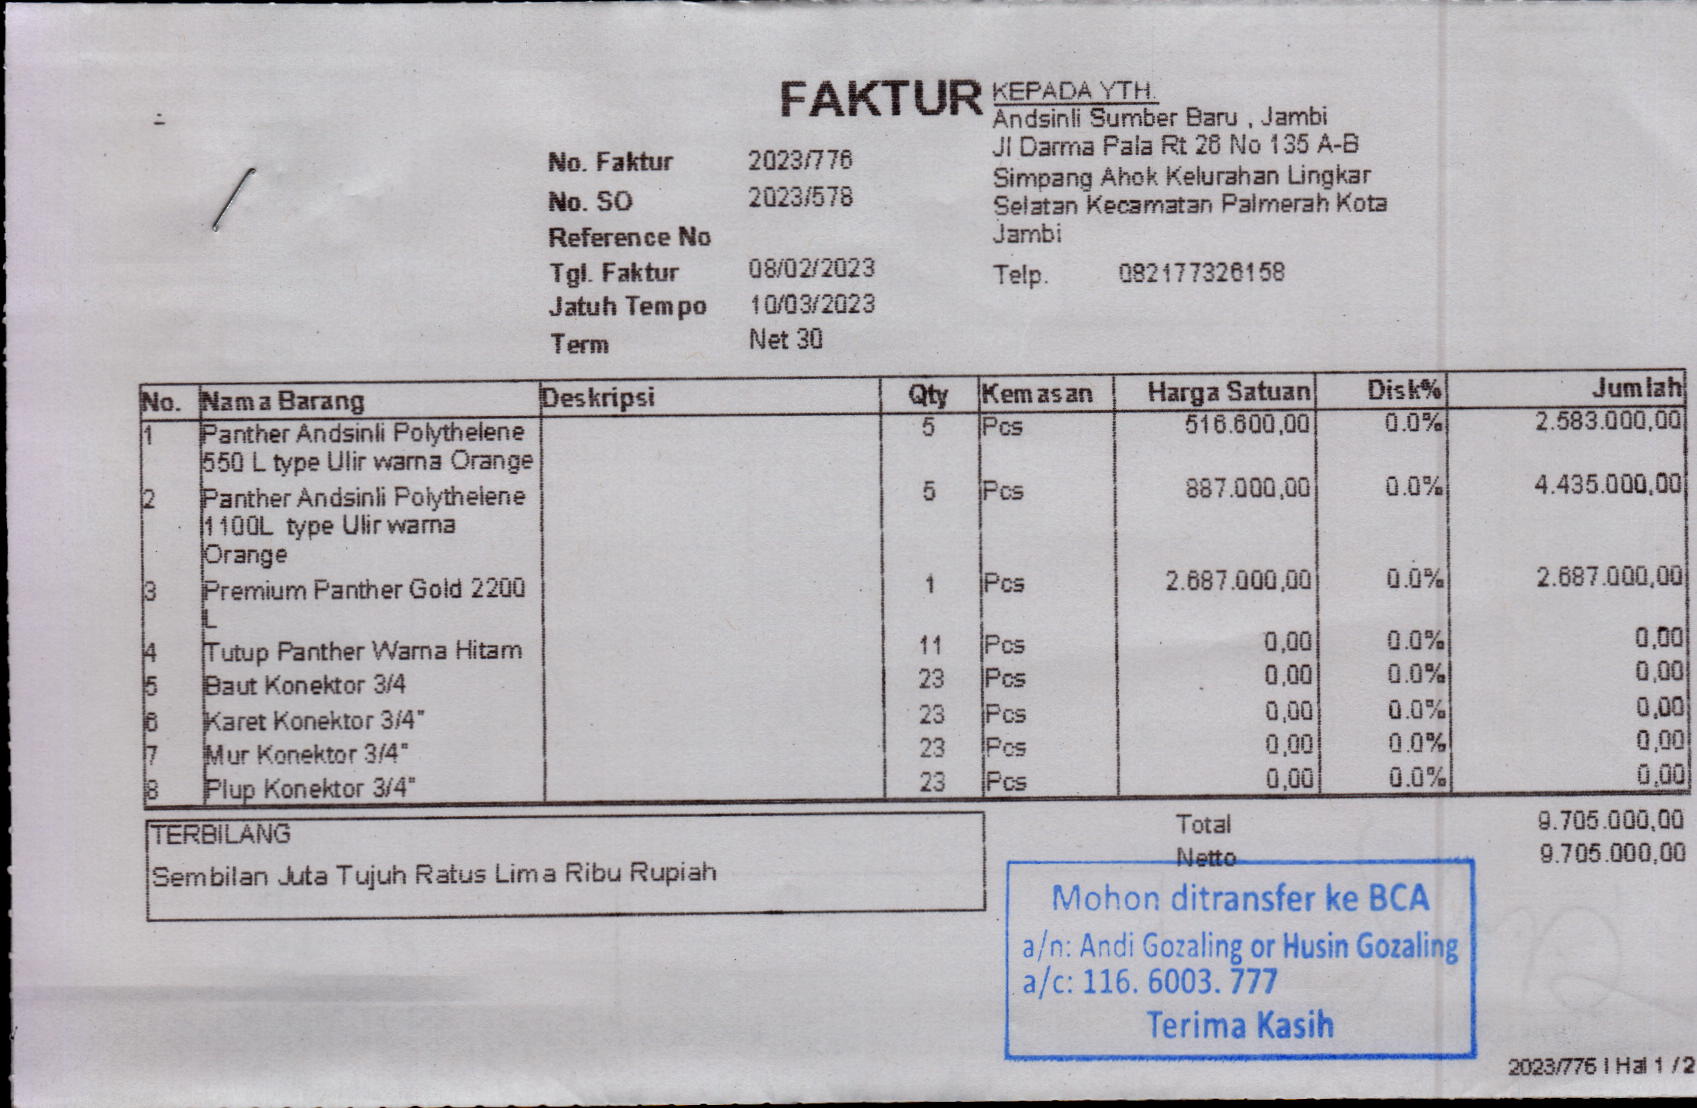 FAKTUR
No. Faktur 2023/776
No. SO 2023/578
Reference No
Tgl. Faktur 08/02/2023
Jatuh Tempo 10/03/2023
Term Net 30
KEPADA YTH.
Andsinli Sumber Baru , Jambi
Jl Darma Pala Rt 26 No 135 A-B
Simpang Ahok Kelurahan Lingkar
Selatan Kecamatan Palmerah Kota
Jambi
Telp. 082177326158
No. Nama Barang Deskripsi Qty Kemasan Harga Satuan Disk% Jumlah
1 Panther Andsinli Polythelene 5 Pcs 516.600,00 0.0% 2.583.000,00
550 L type Ulir warna Orange
2 Panther Andsinli Polythelene 5 Pcs 887.000,00 0.0% 4.435.000,00
1100L type Ulir warna
Orange
3 Premium Panther Gold 2200 1 Pcs 2.687.000,00 0.0% 2.687.000,00
L
4 Tutup Panther Warna Hitam 11 Pcs 0,00 0.0% 0,00
5 Baut Konektor 3/4 23 Pcs 0,00 0.0% 0,00
6 Karet Konektor 3/4" 23 Pcs 0,00 0.0% 0,00
7 Mur Konektor 3/4" 23 Pcs 0,00 0.0% 0,00
8 Plup Konektor 3/4" 23 Pcs 0,00 0.0% 0,00
TERBILANG
Sembilan Juta Tujuh Ratus Lima Ribu Rupiah
Total 9.705.000,00
Netto 9.705.000,00
Mohon ditransfer ke BCA
a/n: Andi Gozaling or Husin Gozaling
a/c: 116. 6003. 777
Terima Kasih
2023/776 | Hal 1 / 2